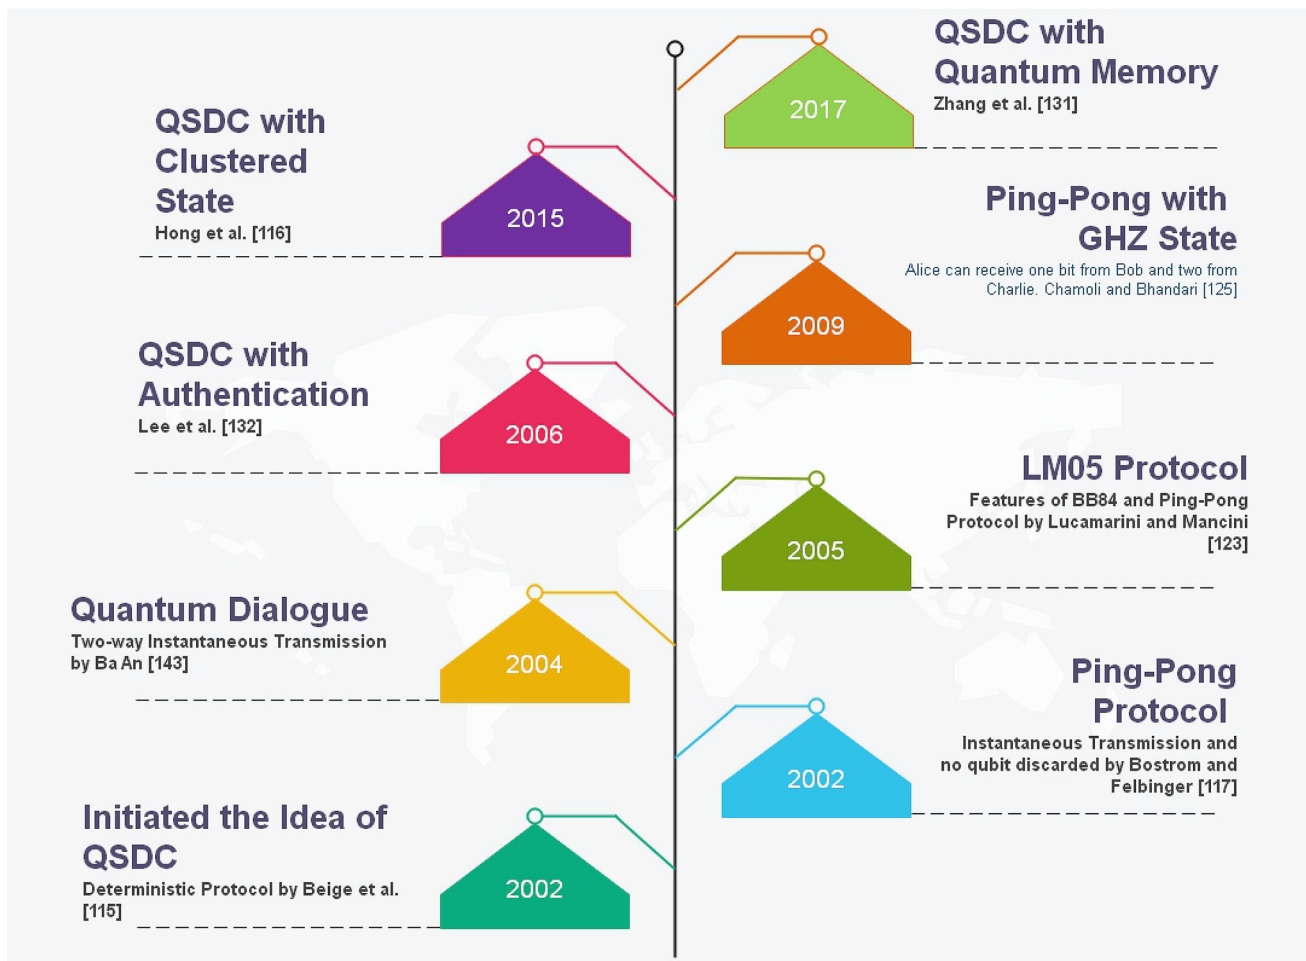 QSDC with
Quantum Memory
Zhang et al. [131]
2017
QSDC with
Clustered
State
Hong et al. [116]
2015
Ping-Pong with
GHZ State
Alice can receive one bit from Bob and two from
Charlie. Chamoli and Bhandari [125]
2009
QSDC with
Authentication
Lee et al. [132]
2006
LM05 Protocol
Features of BB84 and Ping-Pong
Protocol by Lucamarini and Mancini
[123]
2005
Quantum Dialogue
Two-way Instantaneous Transmission
by Ba An [143]
2004
Ping-Pong
Protocol
Instantaneous Transmission and
no qubit discarded by Bostrom and
Felbinger [117]
2002
Initiated the Idea of
QSDC
Deterministic Protocol by Beige et al.
[115]
2002